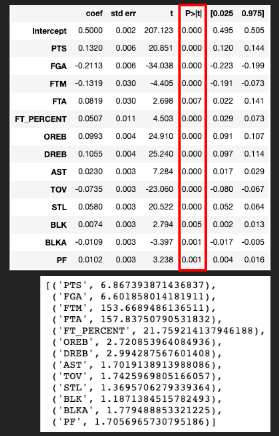 coef std err t P>|t| [0.025 0.975]
Intercept 0.5000 0.002 207.123 0.000 0.495 0.505
PTS 0.1320 0.006 20.851 0.000 0.120 0.144
FGA -0.2113 0.006 -34.038 0.000 -0.223 -0.199
FTM -0.1319 0.030 -4.405 0.000 -0.191 -0.073
FTA 0.0819 0.030 2.698 0.007 0.022 0.141
FT_PERCENT 0.0507 0.011 4.503 0.000 0.029 0.073
OREB 0.0993 0.004 24.910 0.000 0.091 0.107
DREB 0.1055 0.004 25.240 0.000 0.097 0.114
AST 0.0230 0.003 7.284 0.000 0.017 0.029
TOV -0.0735 0.003 -23.060 0.000 -0.080 -0.067
STL 0.0580 0.003 20.522 0.000 0.052 0.064
BLK 0.0074 0.003 2.794 0.005 0.002 0.013
BLKA -0.0109 0.003 -3.397 0.001 -0.017 -0.005
PF 0.0102 0.003 3.238 0.001 0.004 0.016
[('PTS', 6.867393871436837),
('FGA', 6.601858014181911),
('FTM', 153.6689486136511),
('FTA', 157.83750790531832),
('FT_PERCENT', 21.759214137946188),
('OREB', 2.720853964084936),
('DREB', 2.994287567601408),
('AST', 1.7019138913988086),
('TOV', 1.7425969805166057),
('STL', 1.3695706279339364),
('BLK', 1.1871384515782493),
('BLKA', 1.779488853321225),
('PF', 1.7056965730795186)]